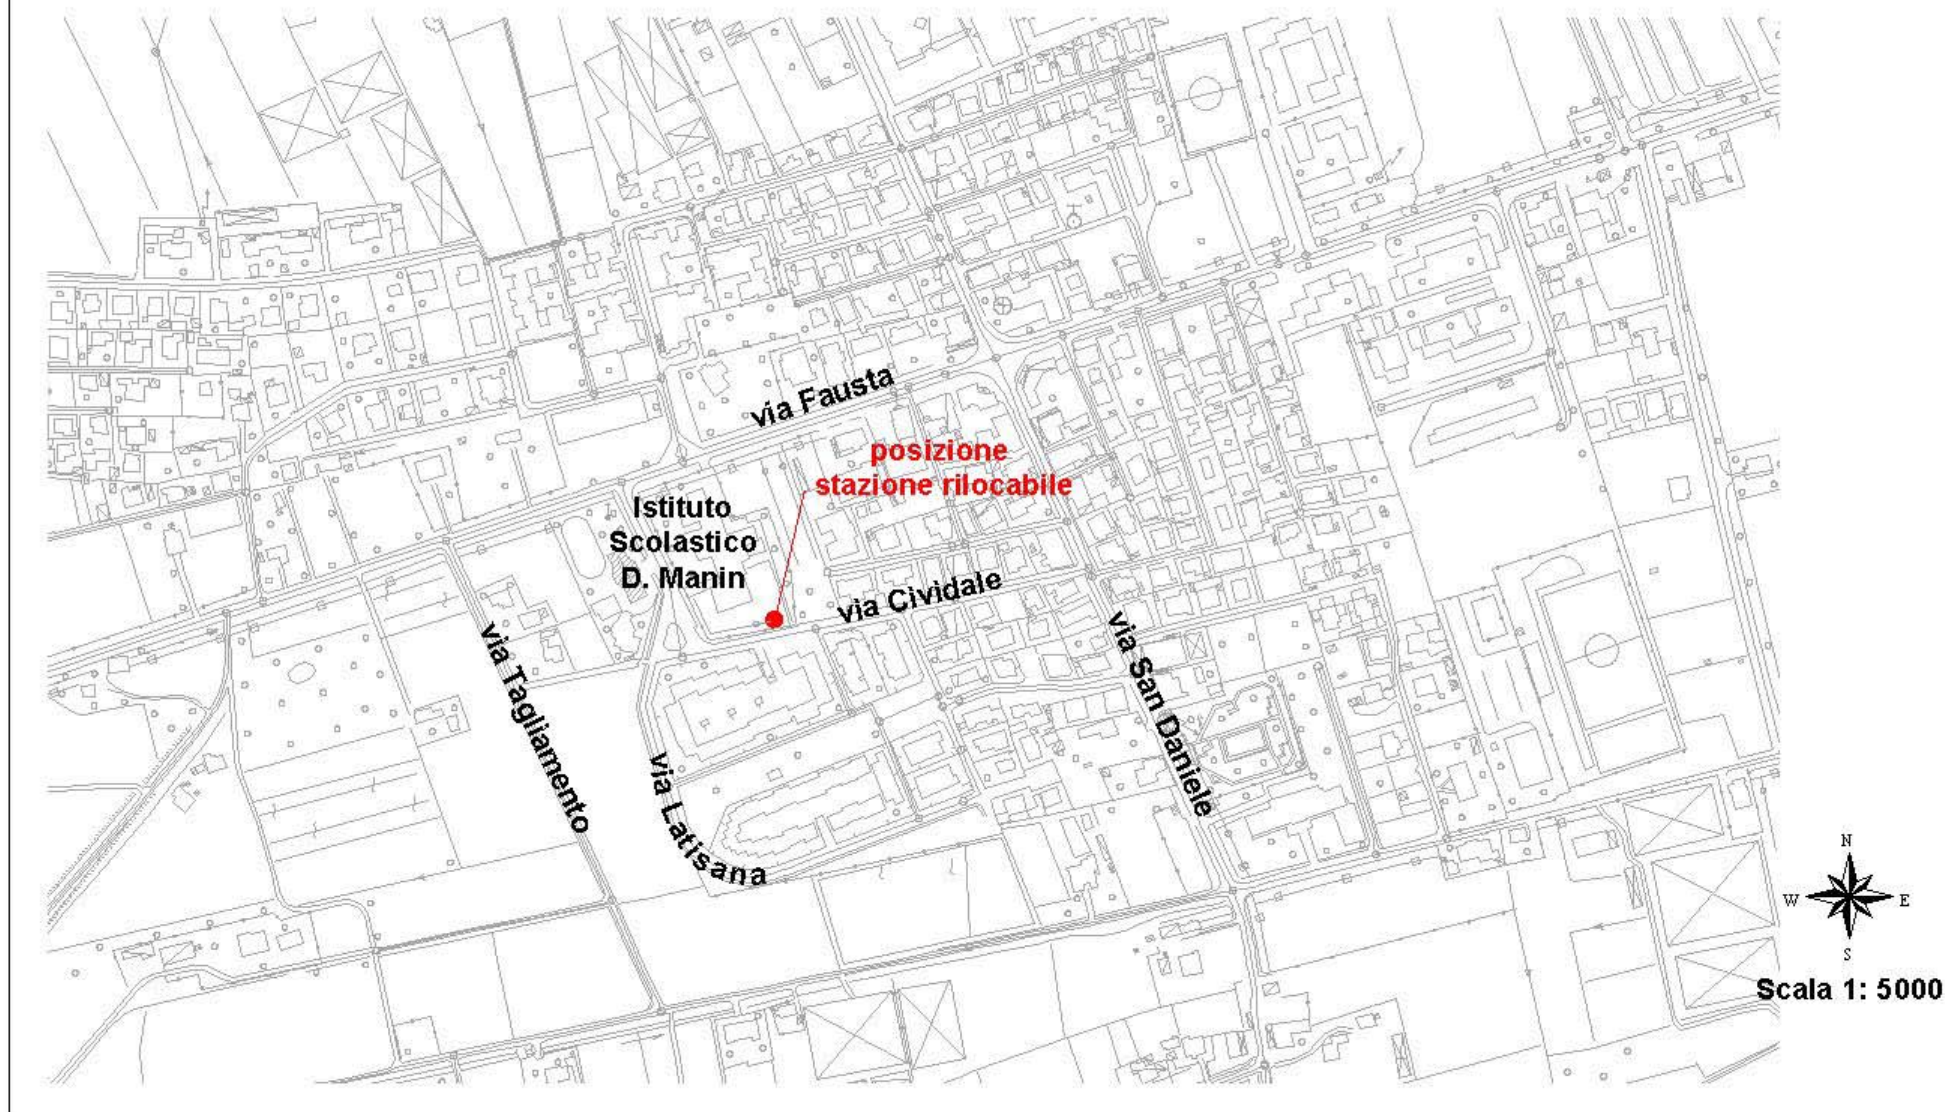 via Fausta
posizione
stazione rilocabile
Istituto
Scolastico
D. Manin
via Cividale
via Tagliamento
via San Daniele
via Latisana
N
W E
S
Scala 1: 5000